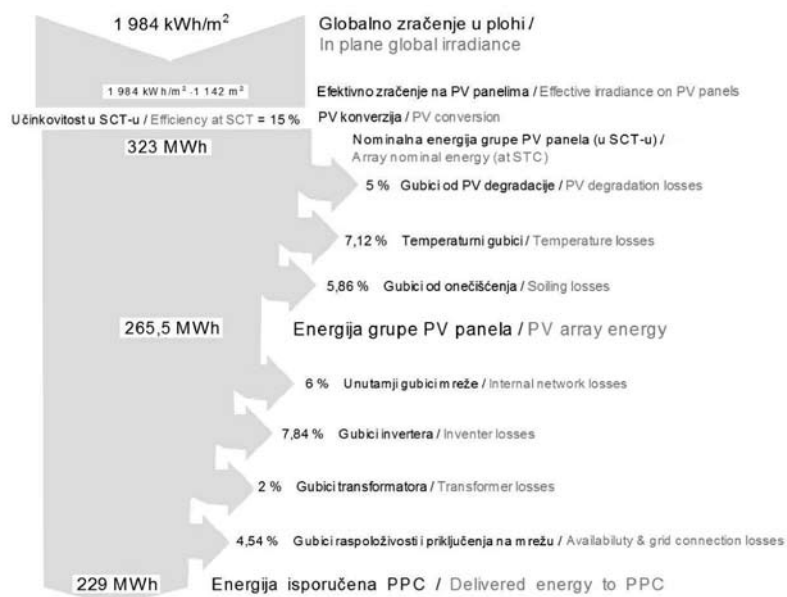 1 984 kWh/m²
Globalno zračenje u plohi /
In plane global irradiance
1 984 kWh/m² ·1 142 m²
Efektivno zračenje na PV panelima / Effective irradiance on PV panels
Učinkovitost u SCT-u / Efficiency at SCT = 15 %
PV konverzija / PV conversion
323 MWh
Nominalna energija grupe PV panela (u SCT-u) /
Array nominal energy (at STC)
5 % Gubici od PV degradacije / PV degradation losses
7,12 % Temperaturni gubici / Temperature losses
5,86 % Gubici od onečišćenja / Soiling losses
265,5 MWh
Energija grupe PV panela / PV array energy
6 % Unutarnji gubici mreže / Internal network losses
7,84 % Gubici invertera / Inventer losses
2 % Gubici transformatora / Transformer losses
4,54 % Gubici raspoloživosti i priključenja na mrežu / Availabiluty & grid connection losses
229 MWh
Energija isporučena PPC / Delivered energy to PPC